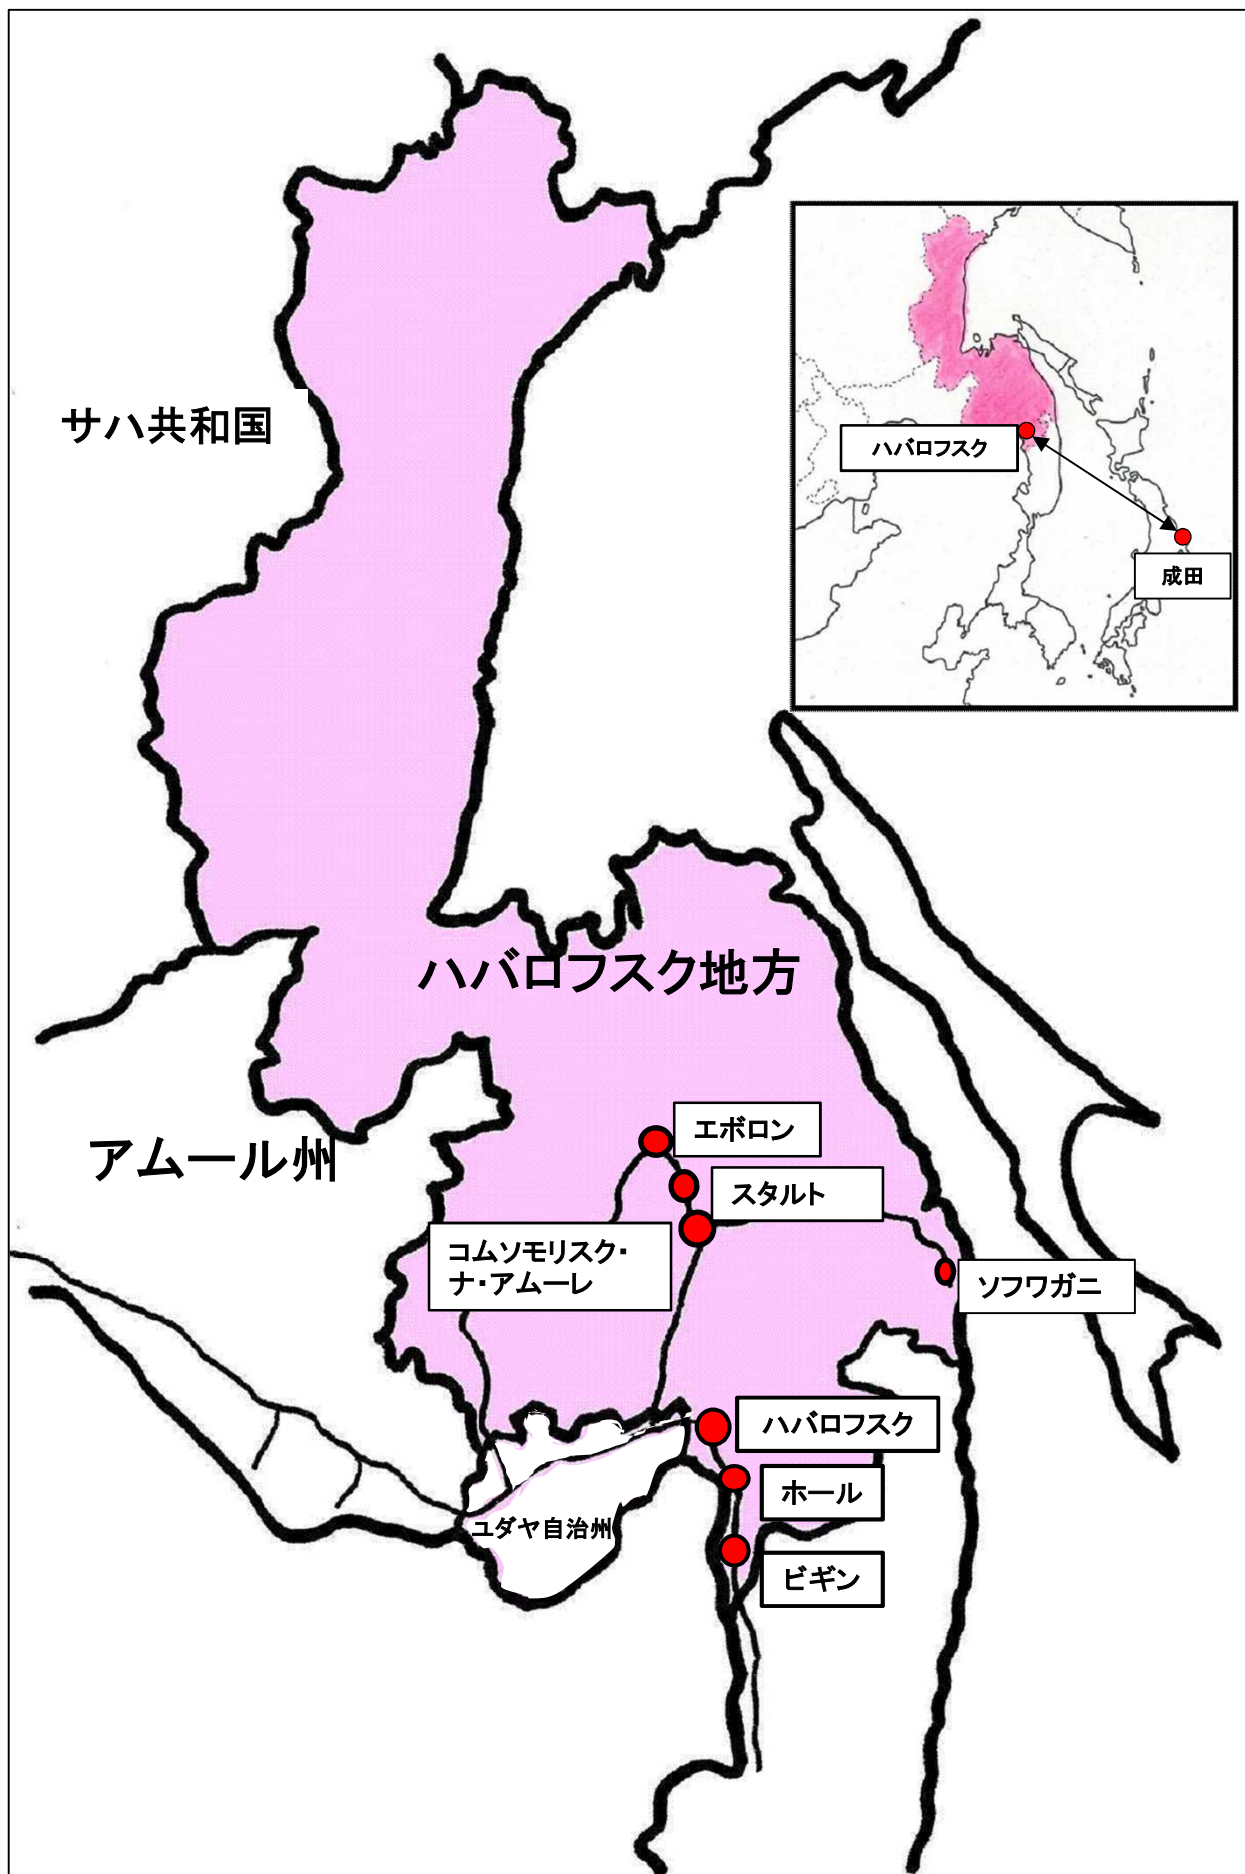 サハ共和国
ハバロフスク
成田
ハバロフスク地方
エボロン
アムール州
スタルト
コムソモリスク・
ナ・アムーレ
ソフワガニ
ハバロフスク
ホール
ユダヤ自治州
ビギン